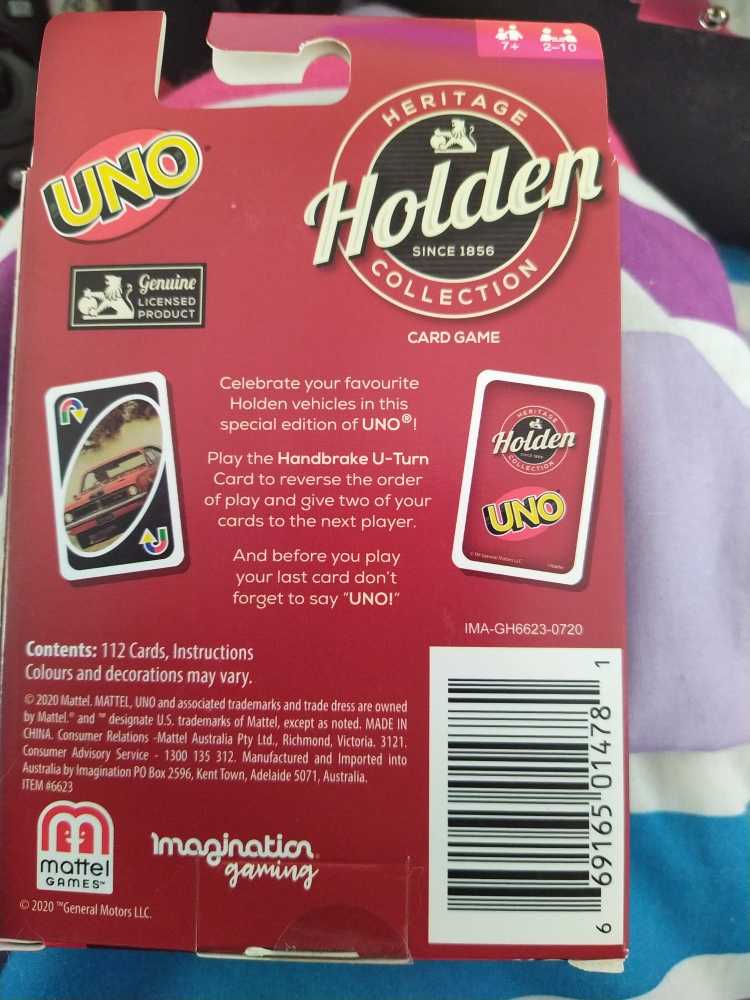 7+
2-10
UNO
HERITAGE
Holden
SINCE 1856
COLLECTION
CARD GAME
Genuine
LICENSED
PRODUCT
Celebrate your favourite
Holden vehicles in this
special edition of UNO®!
Play the Handbrake U-Turn
Card to reverse the order
of play and give two of your
cards to the next player.
And before you play
your last card don't
forget to say "UNO!"
HERITAGE
Holden
SINCE 1856
COLLECTION
UNO
IMA-GH6623-0720
Contents: 112 Cards, Instructions
Colours and decorations may vary.
© 2020 Mattel. MATTEL, UNO and associated trademarks and trade dress are owned
by Mattel.® and ™ designate U.S. trademarks of Mattel, except as noted. MADE IN
CHINA. Consumer Relations -Mattel Australia Pty Ltd., Richmond, Victoria. 3121.
Consumer Advisory Service - 1300 135 312. Manufactured and Imported into
Australia by Imagination PO Box 2596, Kent Town, Adelaide 5071, Australia.
ITEM #6623
mattel
GAMES™
Imagination
gaming
© 2020 ™General Motors LLC.
6 69165 01478 1